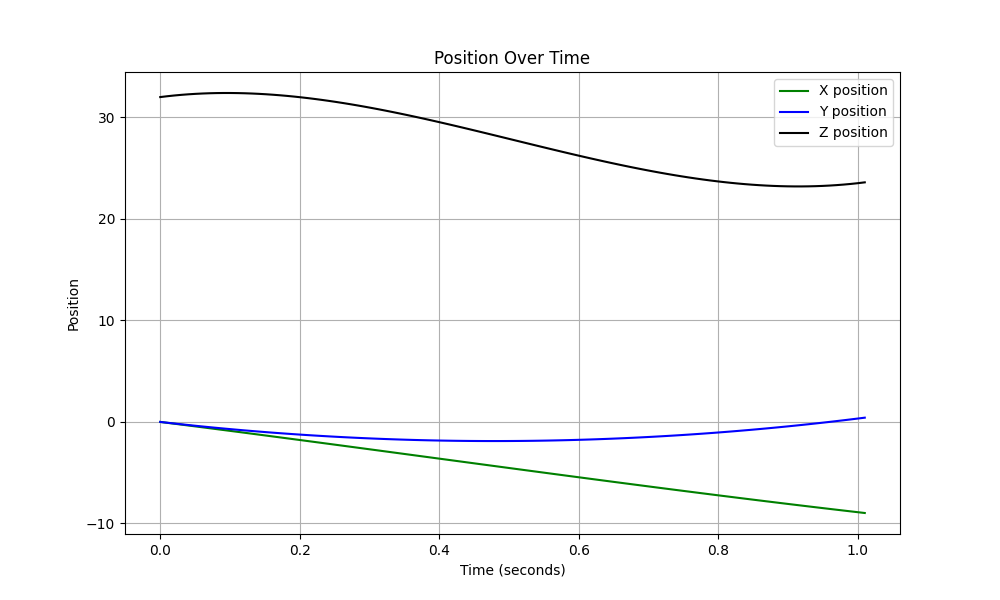 Position Over Time
X position
Y position
Z position
Position
30
20
10
0
−10
0.0 0.2 0.4 0.6 0.8 1.0
Time (seconds)